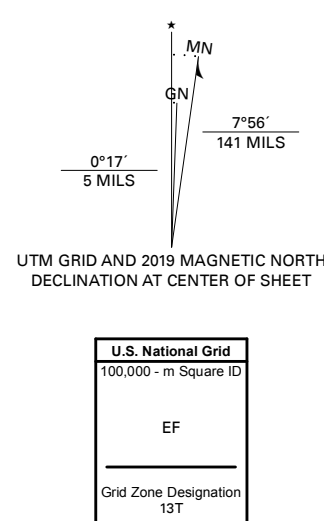 ★
MN
GN
7°56´
141 MILS
0°17´
5 MILS
UTM GRID AND 2019 MAGNETIC NORTH
DECLINATION AT CENTER OF SHEET
U.S. National Grid
100,000 - m Square ID
EF
Grid Zone Designation
13T